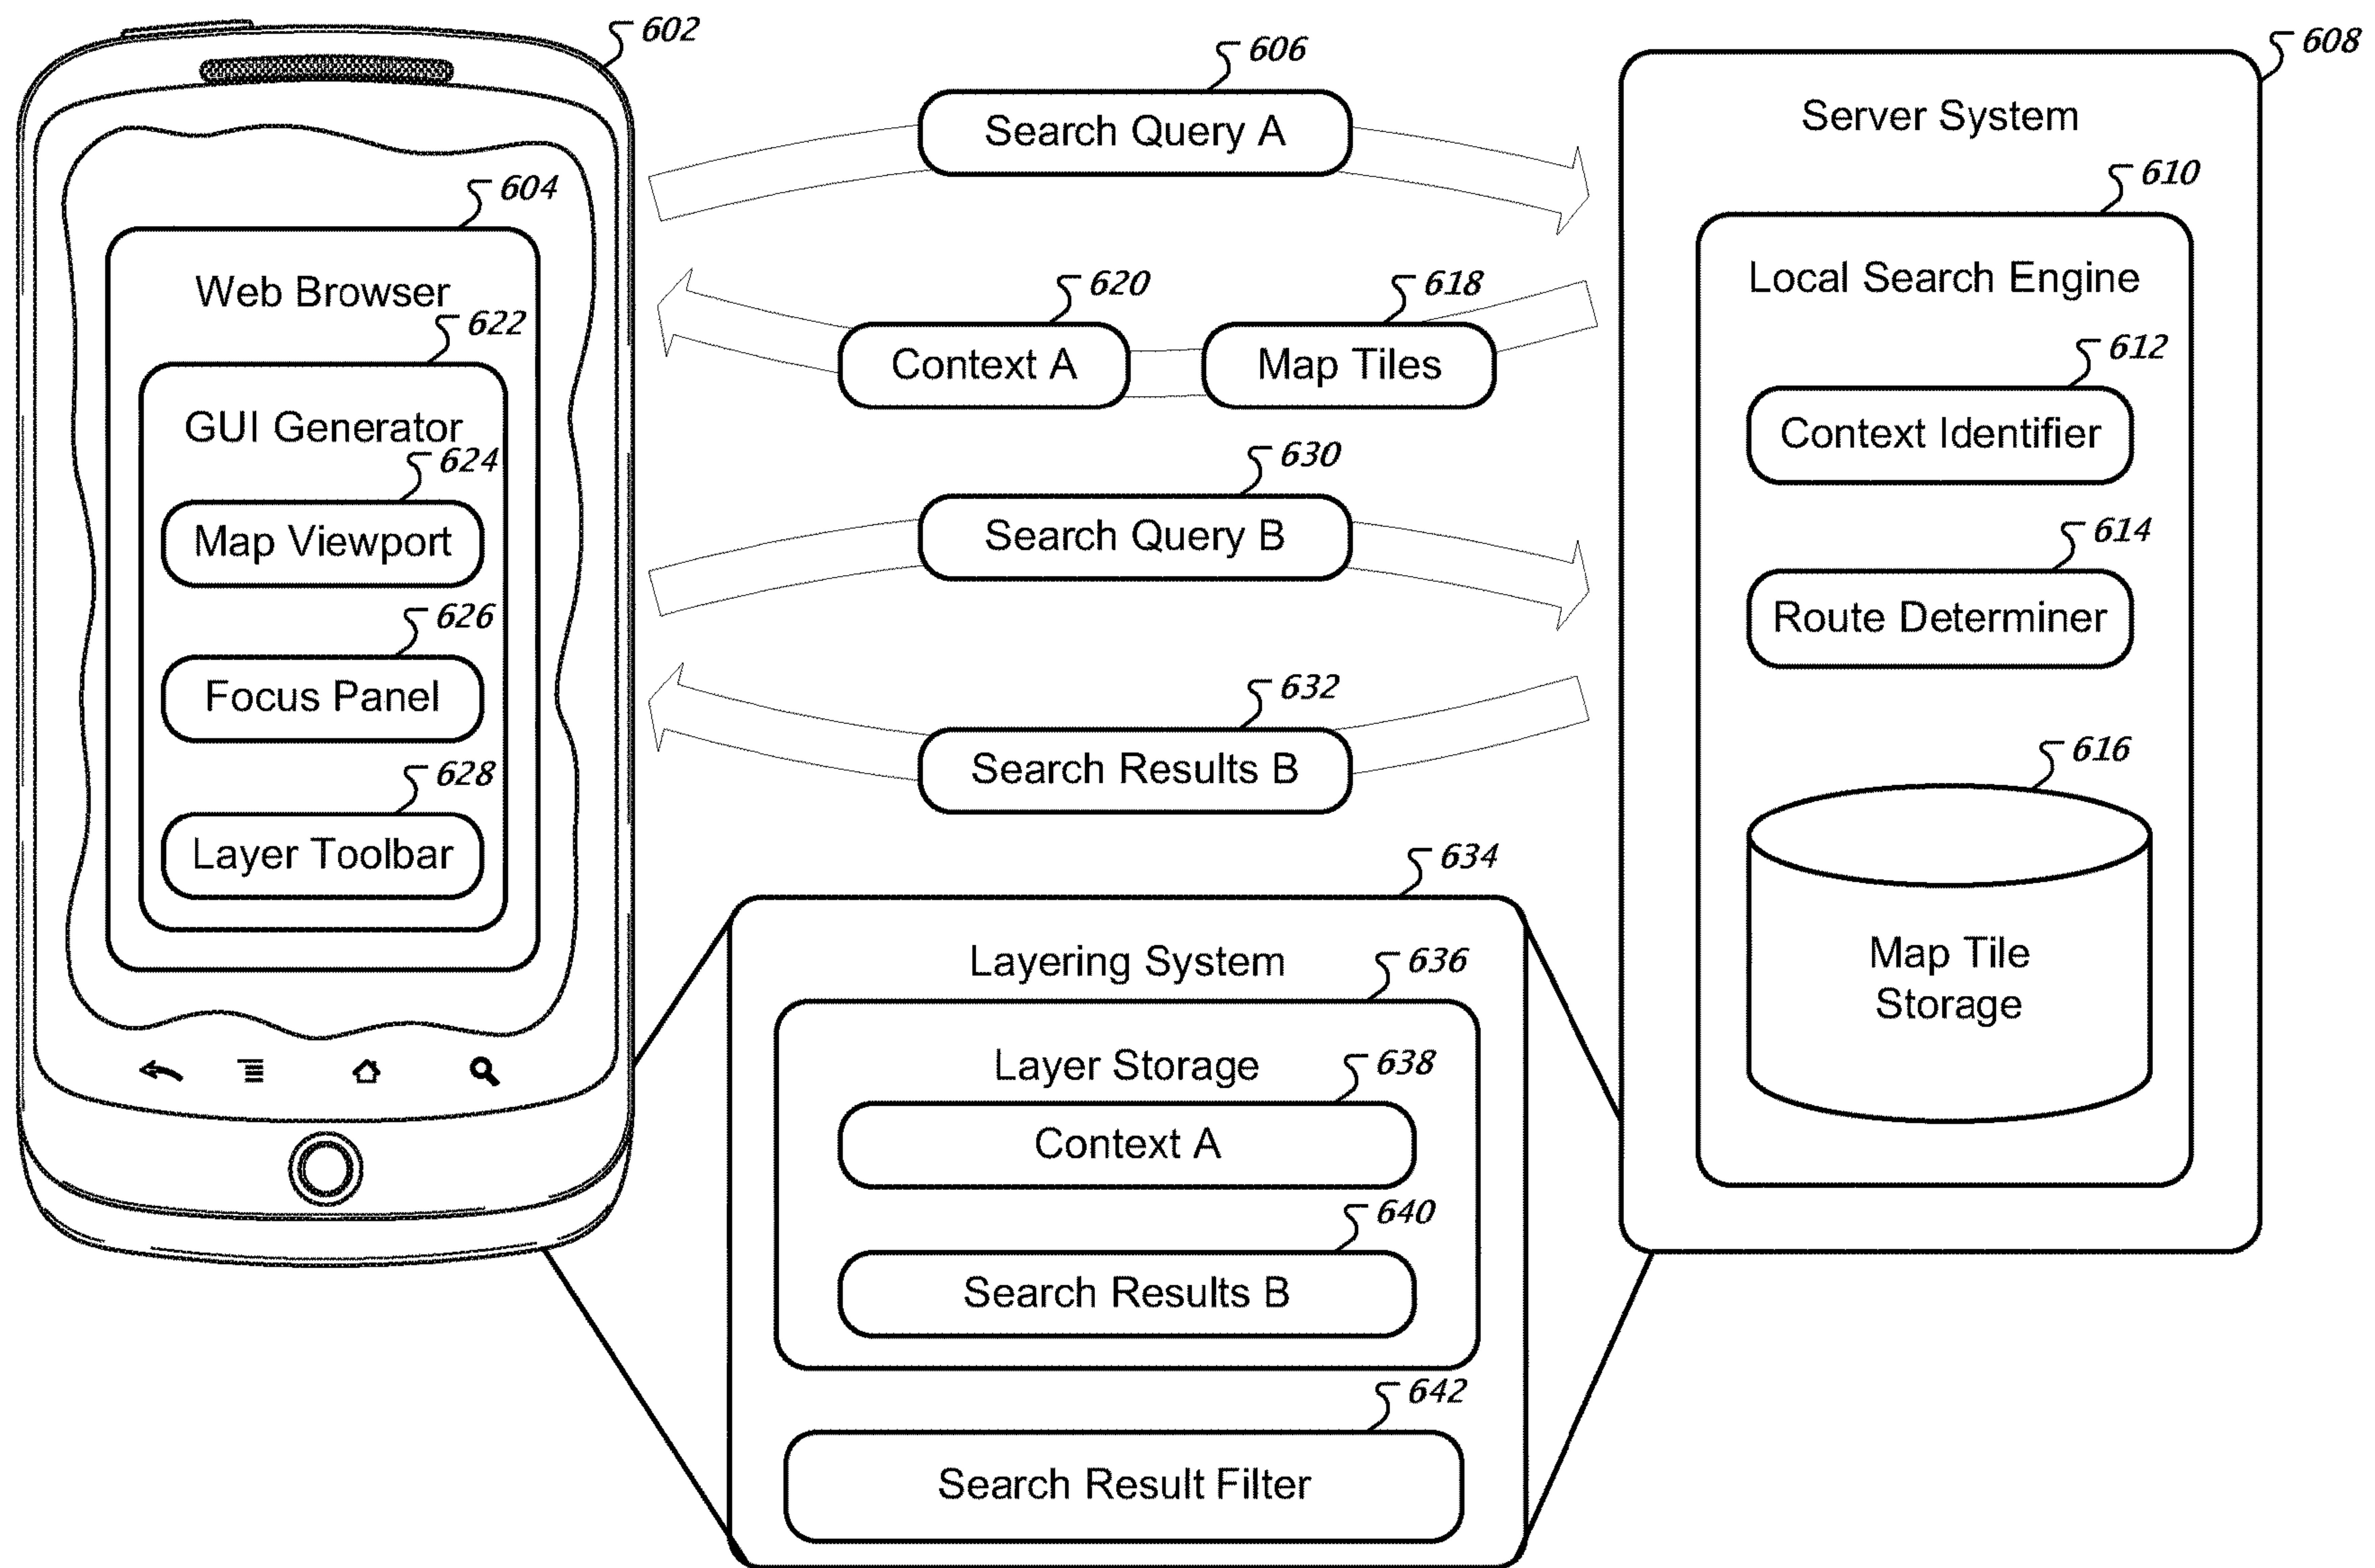 602
604
Web Browser
622
GUI Generator
624
Map Viewport
626
Focus Panel
628
Layer Toolbar
606
Search Query A
620
Context A
618
Map Tiles
630
Search Query B
632
Search Results B
634
Layering System
636
Layer Storage
638
Context A
640
Search Results B
642
Search Result Filter
608
Server System
610
Local Search Engine
612
Context Identifier
614
Route Determiner
616
Map Tile
Storage